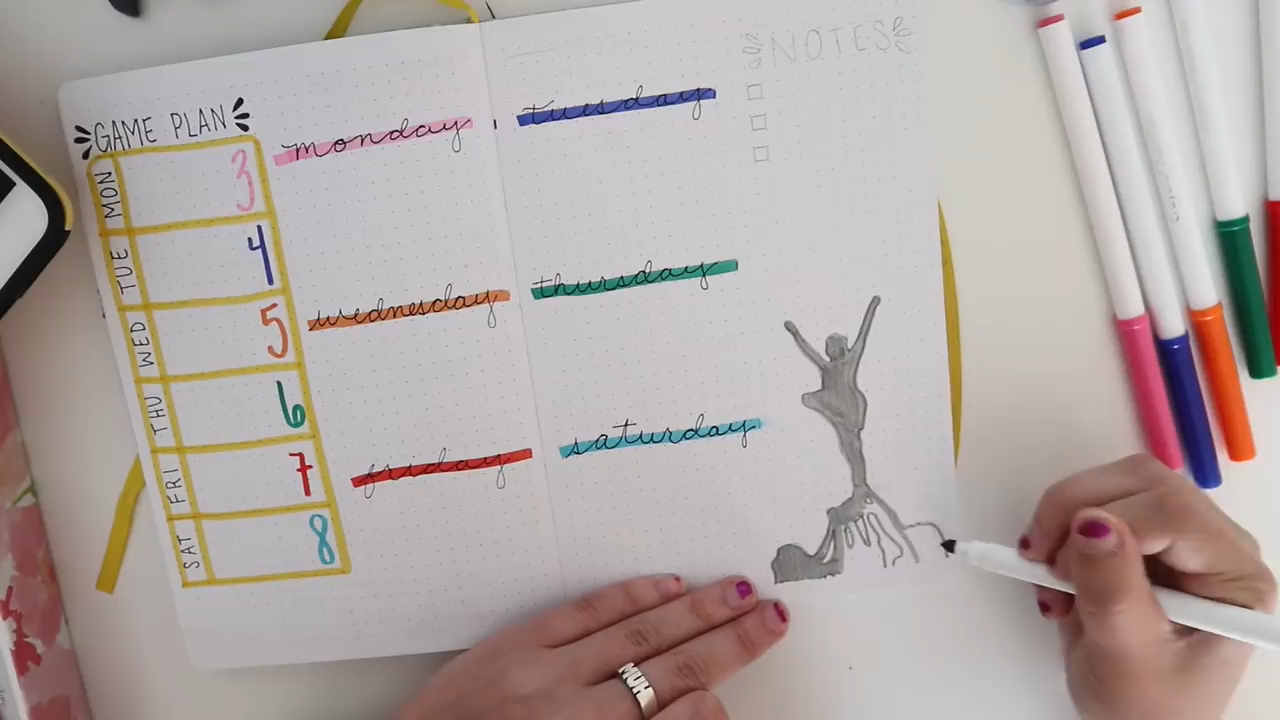 GAME PLAN
MON 3
TUE 4
WED 5
THU 6
FRI 7
SAT 8
monday
tuesday
wednesday
thursday
friday
saturday
NOTES
MUH